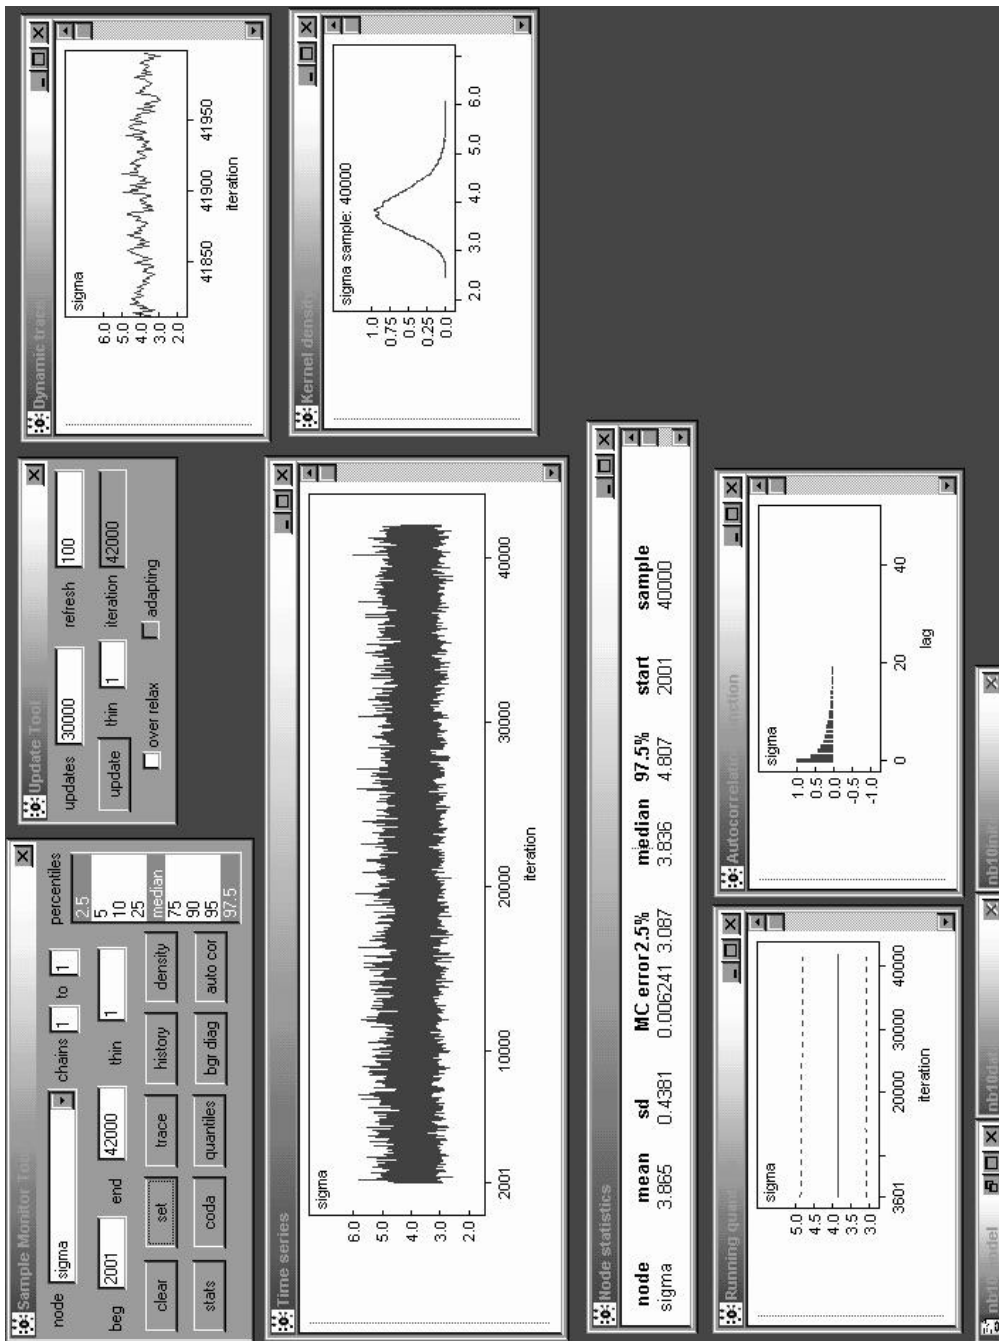 Sample Monitor Tool
node sigma chains 1 to 1 percentiles
beg 2001 end 42000 thin 1
2.5
5
10
25
median
75
90
95
97.5
clear set trace history density
stats coda quantiles bgr diag auto cor
Update Tool
updates 30000 refresh 100
update thin 1 iteration 42000
over relax adapting
Dynamic trace
sigma
6.0
5.0
4.0
3.0
2.0
41850 41900 41950
iteration
Time series
sigma
6.0
5.0
4.0
3.0
2.0
2001 10000 20000 30000 40000
iteration
Kernel density
sigma sample: 40000
1.0
0.75
0.5
0.25
0.0
2.0 3.0 4.0 5.0 6.0
Node statistics
node mean sd MC error 2.5% median 97.5% start sample
sigma 3.865 0.4381 0.006241 3.087 3.836 4.807 2001 40000
Running quantiles
sigma
5.0
4.5
4.0
3.5
3.0
3601 20000 30000 40000
iteration
Autocorrelation function
sigma
1.0
0.5
0.0
-0.5
-1.0
0 20 40
lag
nb10model nb10dat nb10init